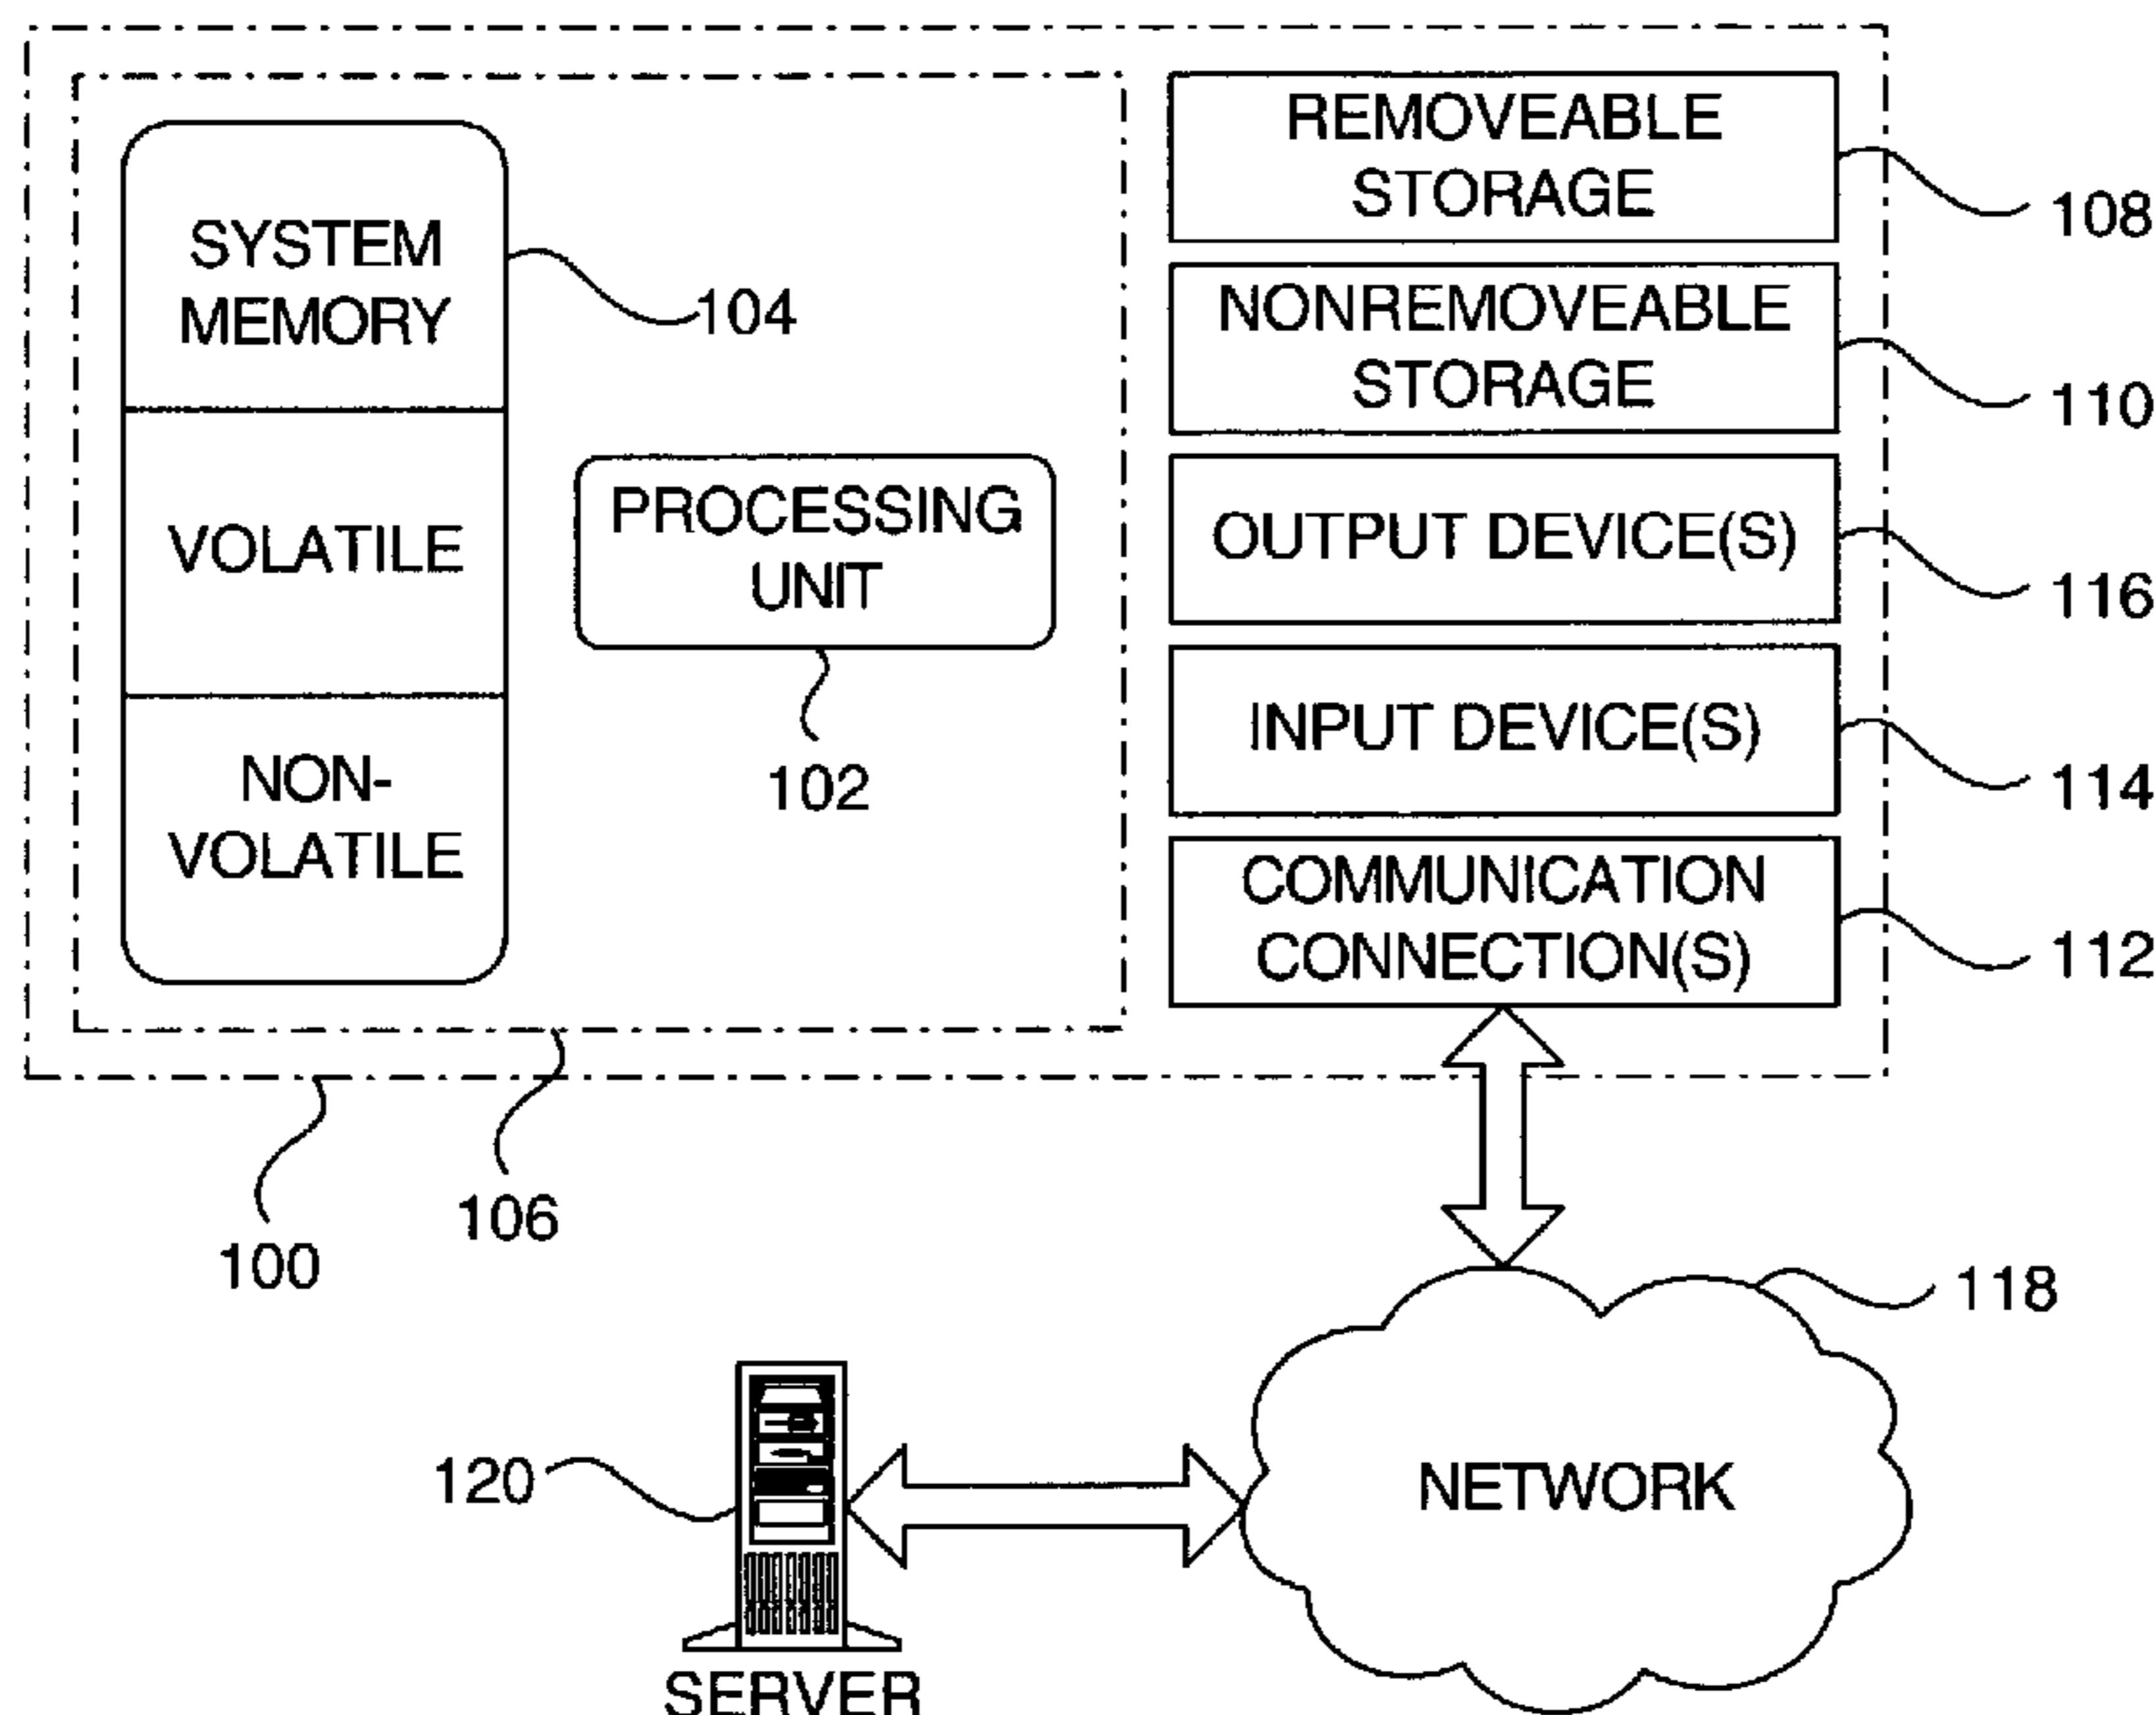 SYSTEM
MEMORY
104
VOLATILE
NON-
VOLATILE
PROCESSING
UNIT
102
REMOVEABLE
STORAGE
108
NONREMOVEABLE
STORAGE
110
OUTPUT DEVICE(S)
116
INPUT DEVICE(S)
114
COMMUNICATION
CONNECTION(S)
112
106
100
118
NETWORK
120
SERVER